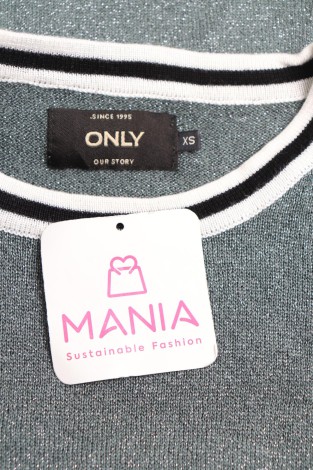 .SINCE 1995
ONLY
OUR STORY
XS
MANIA
Sustainable Fashion